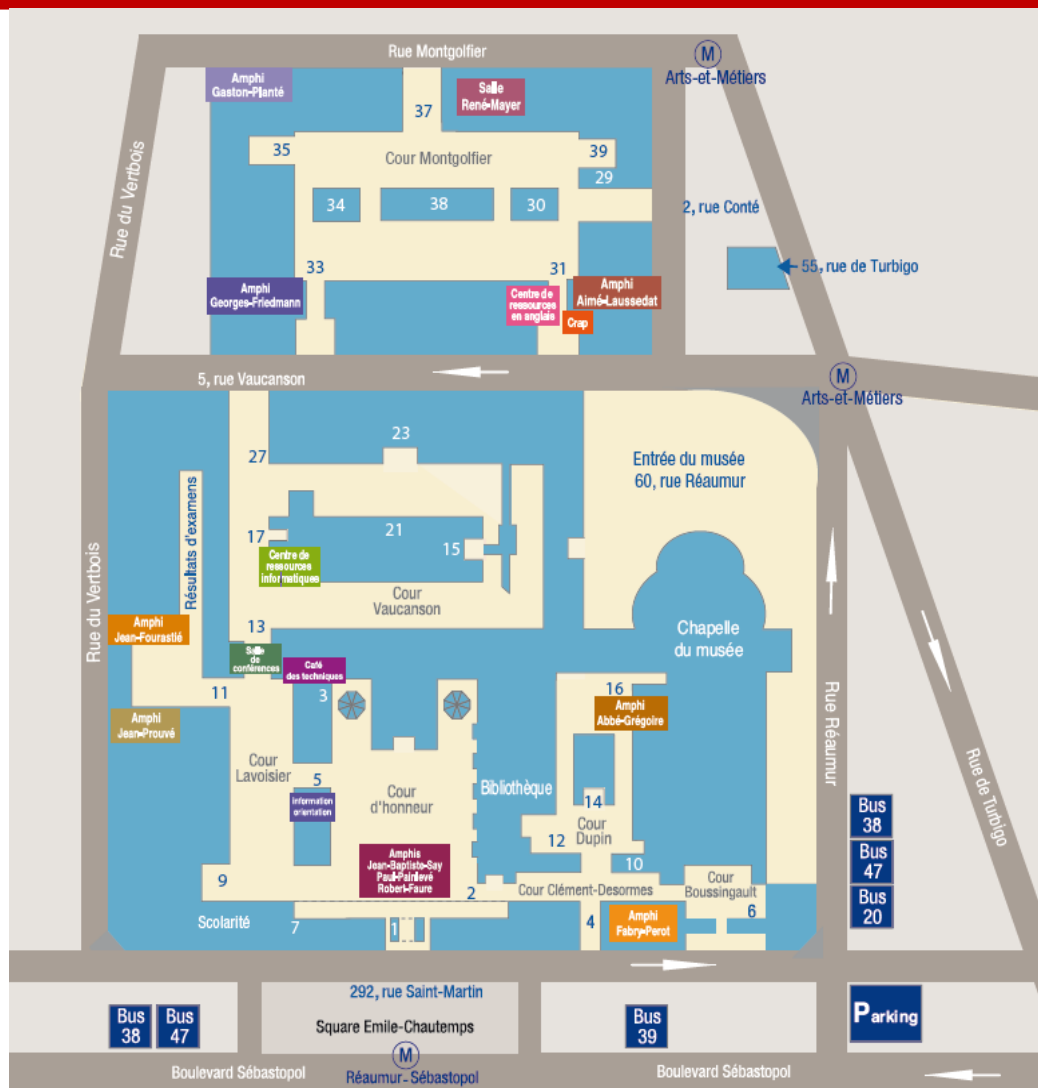 Rue Montgolfier
M
Arts-et-Métiers
Amphi
Gaston-Planté
Salle
René-Mayer
37
35
Cour Montgolfier
39
29
Rue du Vertbois
34
38
30
2, rue Conté
33
31
55, rue de Turbigo
Amphi
Georges-Friedmann
Centre de
ressources
en anglais
Amphi
Aimé-Laussedat
Crap
5, rue Vaucanson
M
Arts-et-Métiers
23
27
Entrée du musée
60, rue Réaumur
Résultats d'examens
17
21
15
Centre de
ressources
informatiques
Cour
Vaucanson
Rue du Vertbois
Amphi
Jean-Fourastié
13
Chapelle
du musée
Salle
de
conférences
Café
des techniques
11
3
16
Amphi
Abbé-Grégoire
Amphi
Jean-Prouvé
Rue Réaumur
Rue de Turbigo
Cour
Lavoisier
5
Cour
d'honneur
Bibliothèque
14
information
orientation
Cour
Dupin
12
10
Bus
38
Bus
47
Bus
20
Amphis
Jean-Baptiste-Say
Paul-Painlevé
Robert-Faure
9
2
Cour Clément-Desormes
Cour
Boussingault
Scolarité
7
1
4
Amphi
Fabry-Perot
6
292, rue Saint-Martin
Bus
38
Bus
47
Square Emile-Chautemps
Bus
39
Parking
M
Boulevard Sébastopol
Réaumur-Sébastopol
Boulevard Sébastopol